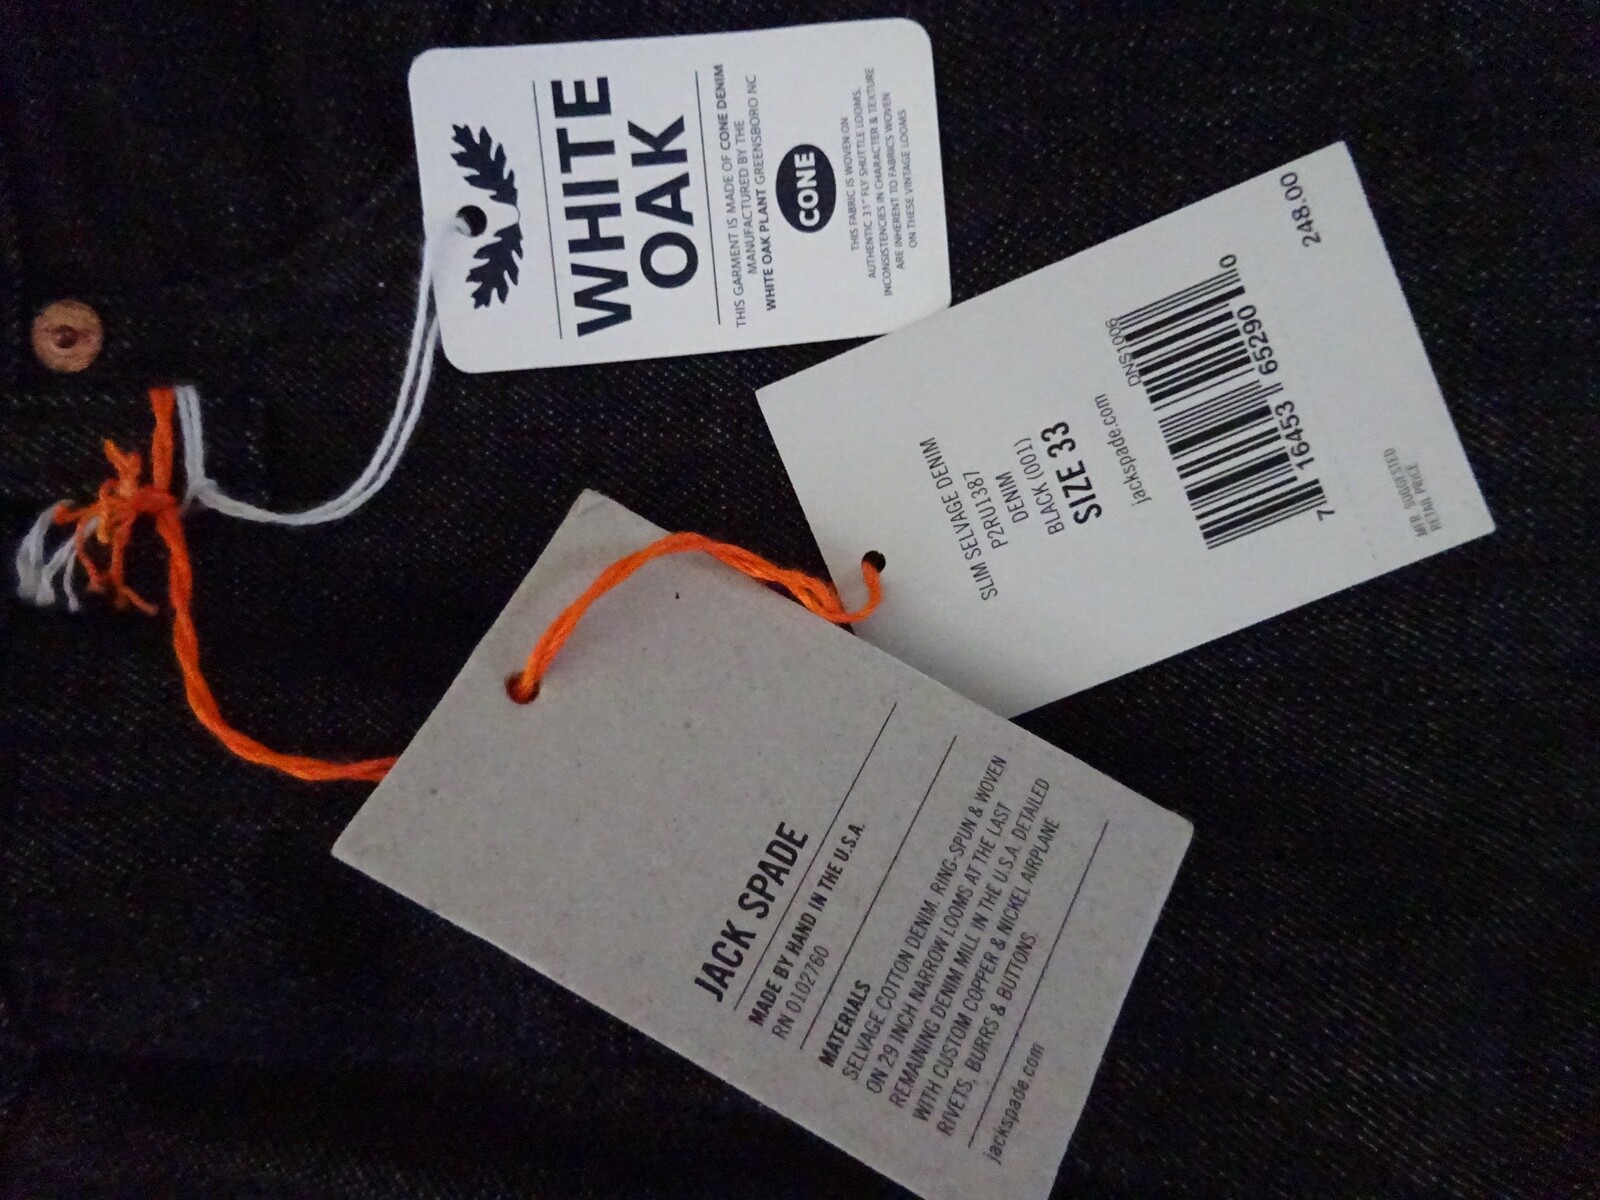 WHITE
OAK
THIS GARMENT IS MADE OF CONE DENIM
MANUFACTURED BY THE
WHITE OAK PLANT GREENSBORO NC
CONE
THIS FABRIC IS WOVEN ON
AUTHENTIC 31" FLY SHUTTLE LOOMS.
INCONSISTENCIES IN CHARACTER & TEXTURE
ARE INHERENT TO FABRICS WOVEN
ON THESE VINTAGE LOOMS
SLIM SELVAGE DENIM
P2RU1387
DENIM
BLACK (001)
SIZE 33
jackspade.com
DNS1006
7 16453 65290 0
MFR SUGGESTED
RETAIL PRICE
248.00
JACK SPADE
MADE BY HAND IN THE U.S.A.
RN 0102760
MATERIALS
SELVAGE COTTON DENIM, RING-SPUN & WOVEN
ON 29 INCH NARROW LOOMS AT THE LAST
REMAINING DENIM MILL IN THE U.S.A. DETAILED
WITH CUSTOM COPPER & NICKEL AIRPLANE
RIVETS, BURRS & BUTTONS
jackspade.com